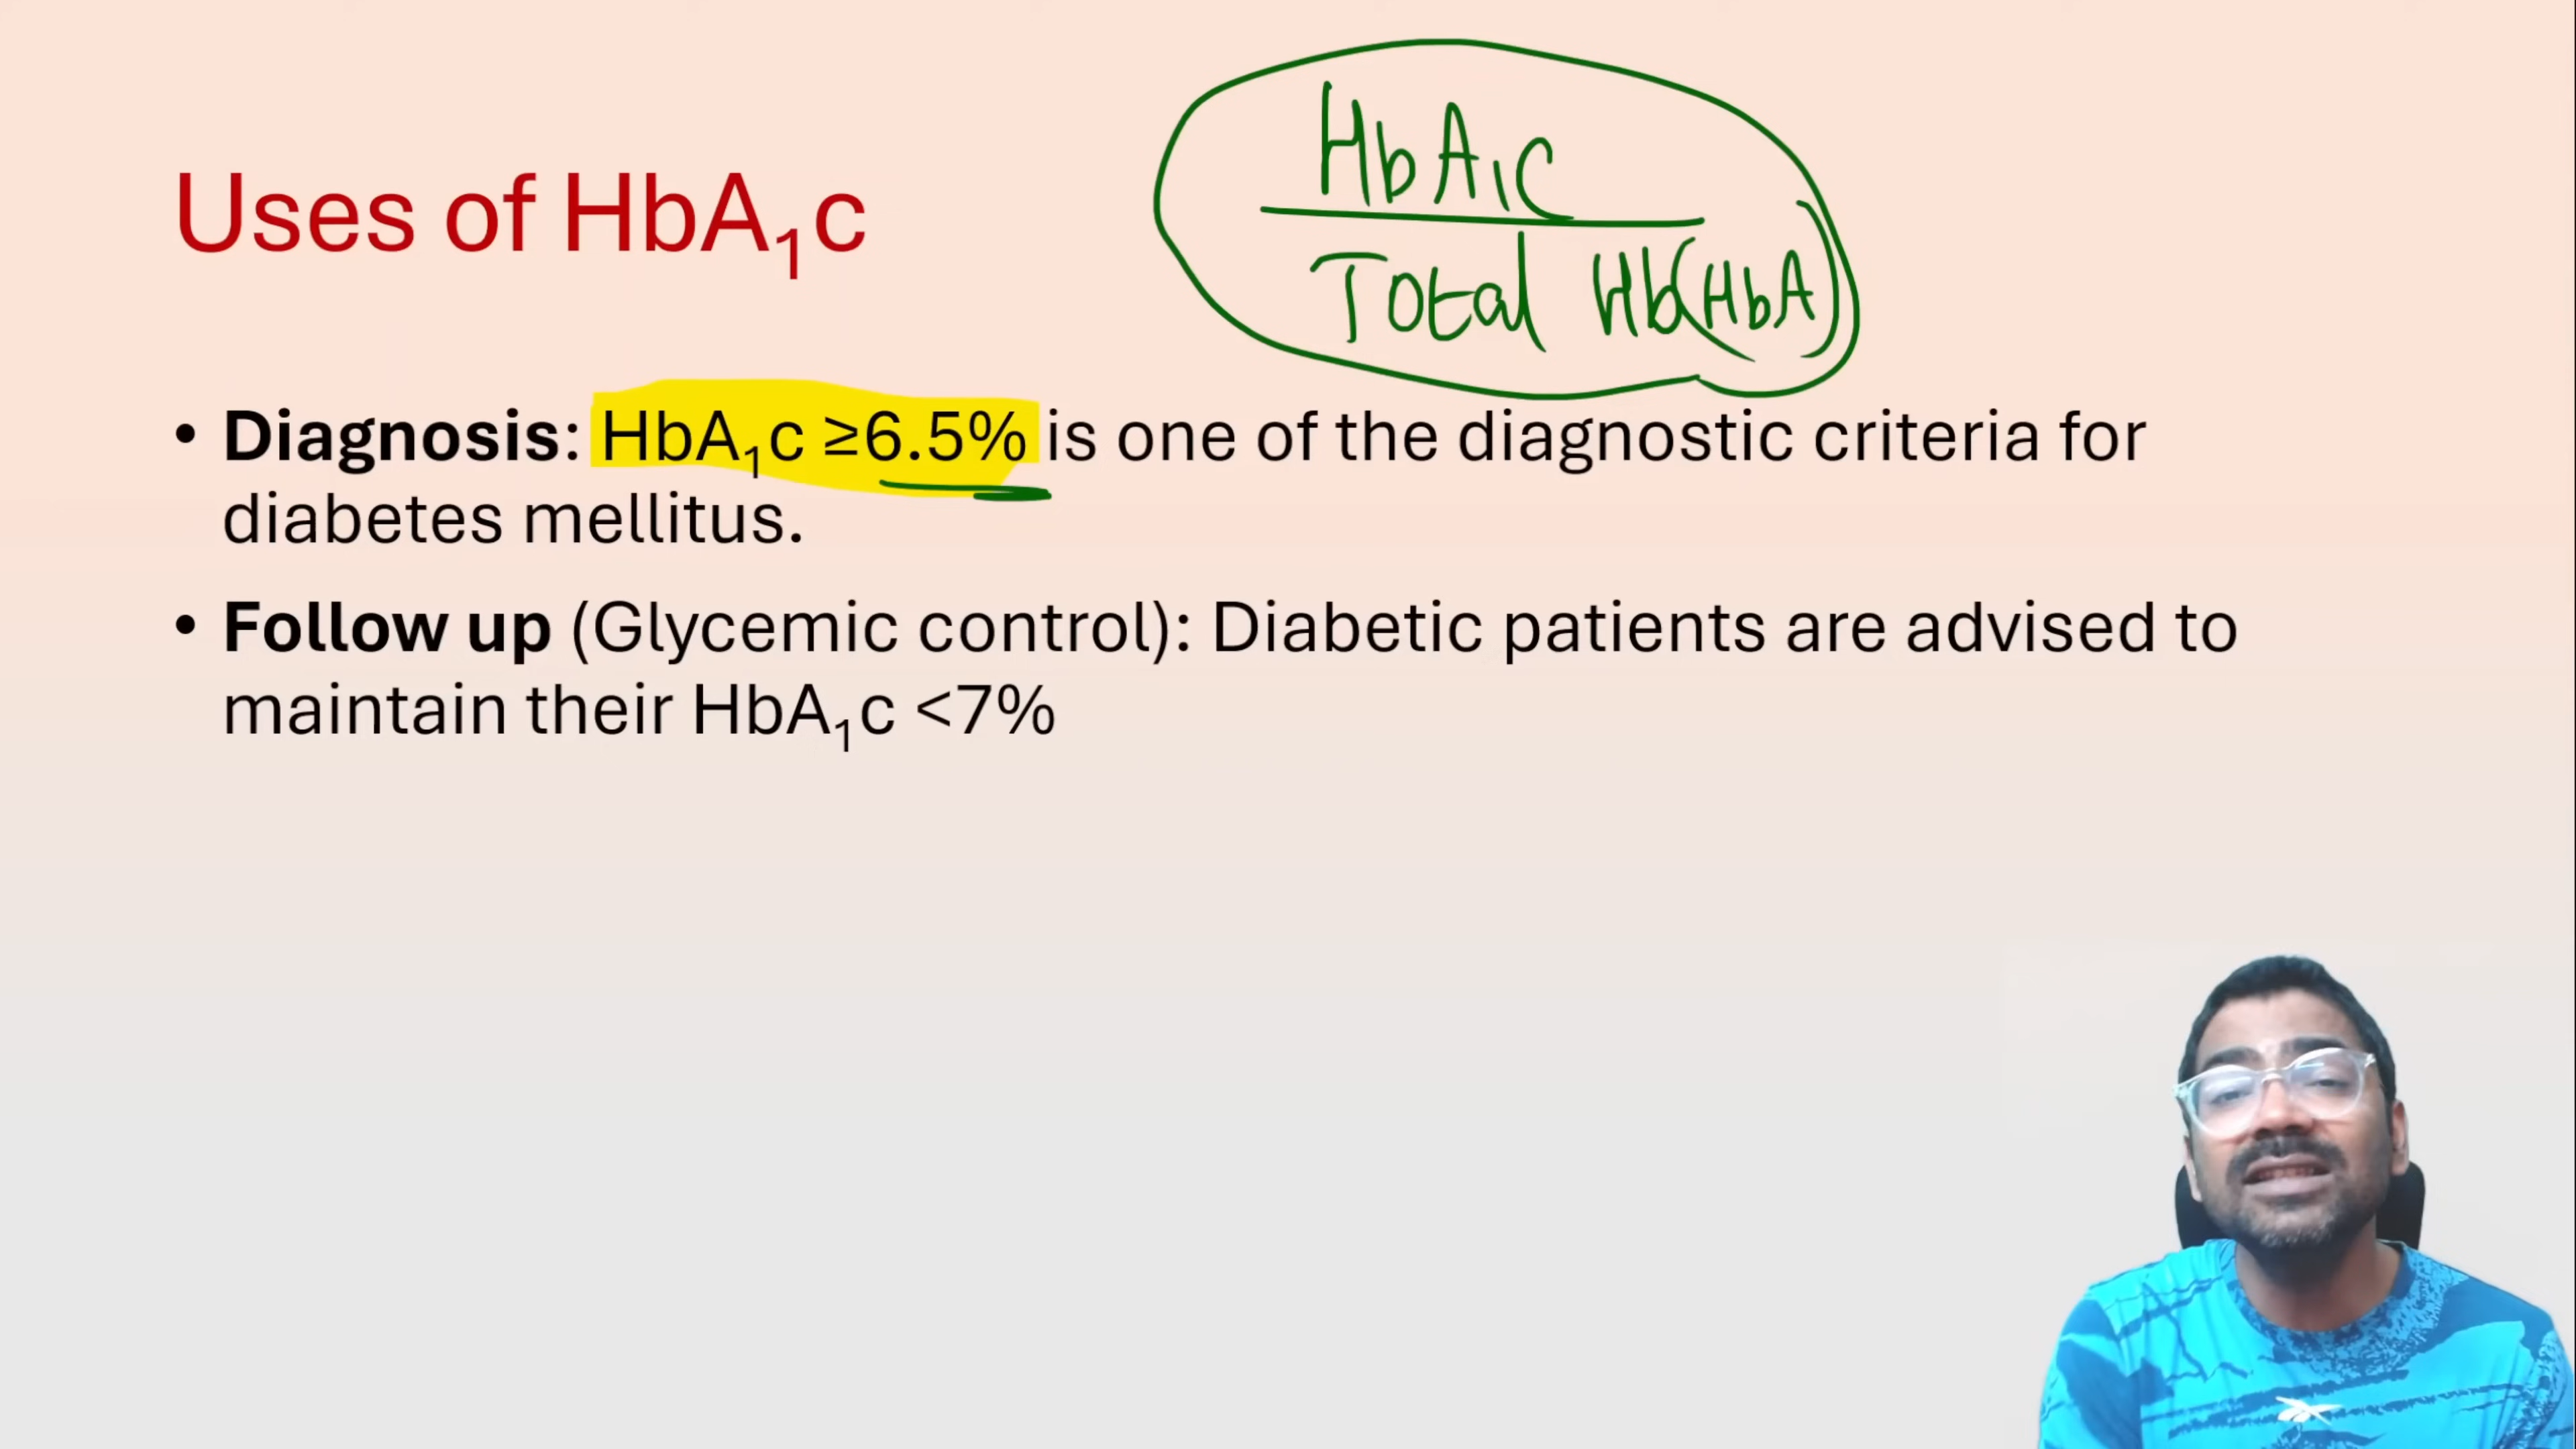 HbA1c
Total Hb(HbA)
Uses of HbA₁c
• Diagnosis: HbA₁c ≥6.5% is one of the diagnostic criteria for
diabetes mellitus.
• Follow up (Glycemic control): Diabetic patients are advised to
maintain their HbA₁c <7%